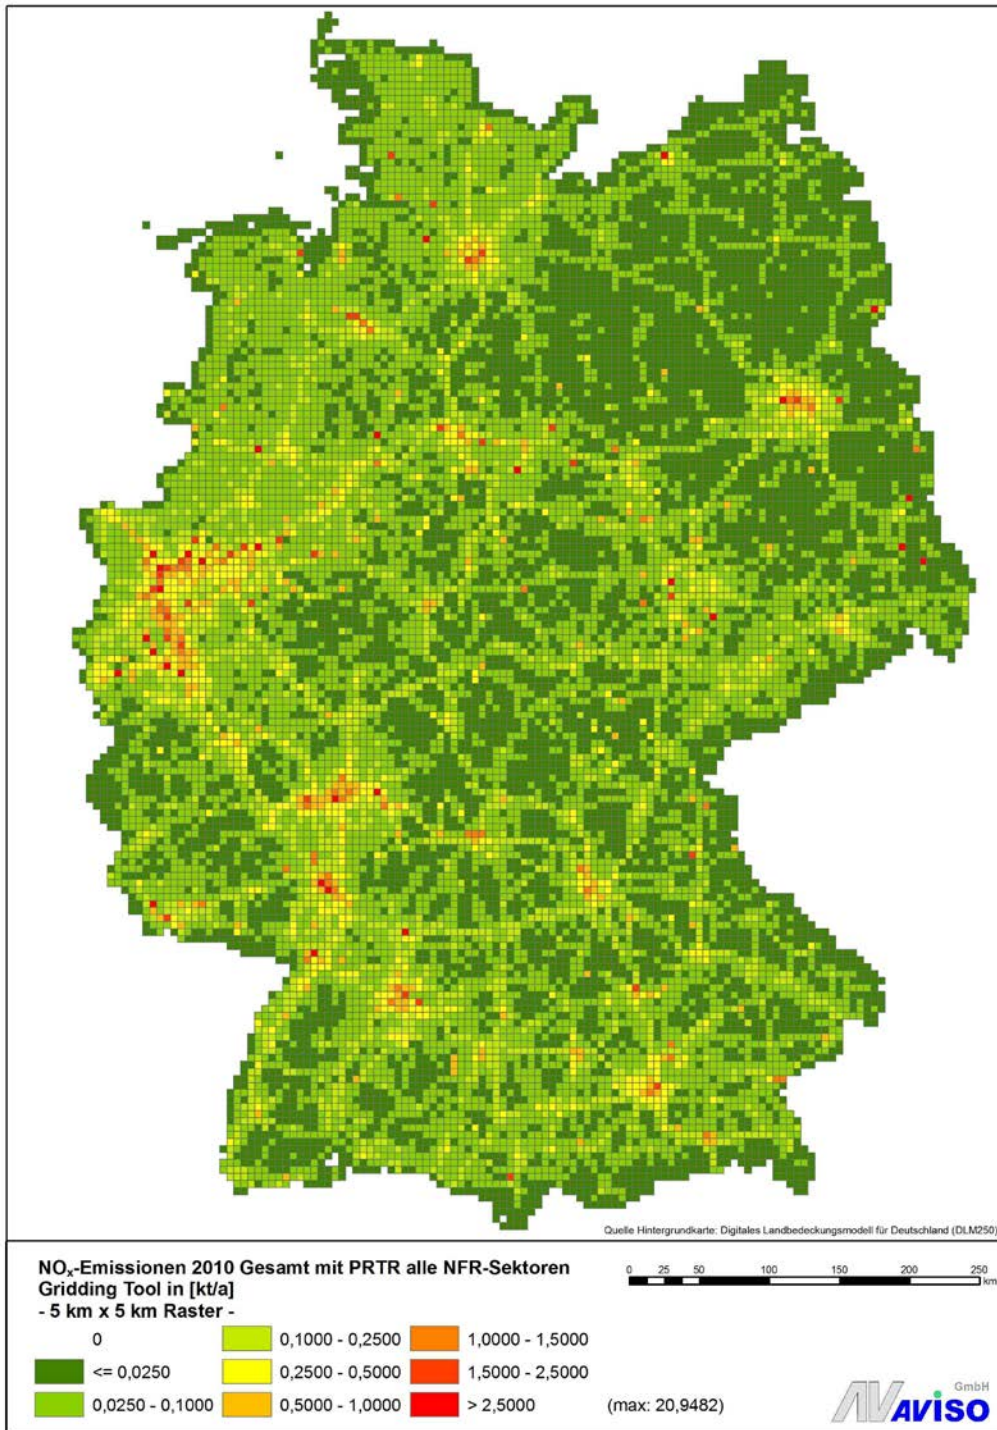 Quelle Hintergrundkarte: Digitales Landbedeckungsmodell für Deutschland (DLM250)
NOₓ-Emissionen 2010 Gesamt mit PRTR alle NFR-Sektoren
Gridding Tool in [kt/a]
- 5 km x 5 km Raster -
0 25 50 100 150 200 250
km
0
<= 0,0250
0,0250 - 0,1000
0,1000 - 0,2500
0,2500 - 0,5000
0,5000 - 1,0000
1,0000 - 1,5000
1,5000 - 2,5000
> 2,5000
(max: 20,9482)
GmbH
AVISO